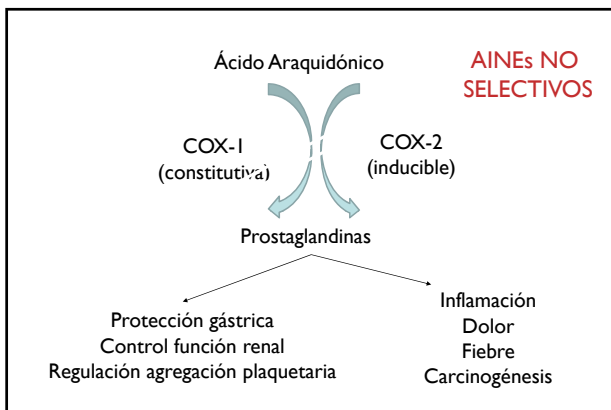 Ácido Araquidónico
AINEs NO
SELECTIVOS
COX-1
(constitutiva)
COX-2
(inducible)
Prostaglandinas
Protección gástrica
Control función renal
Regulación agregación plaquetaria
Inflamación
Dolor
Fiebre
Carcinogénesis